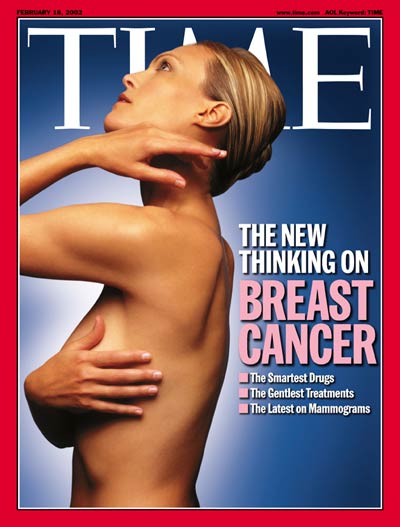 FEBRUARY 18, 2002 www.time.com AOL Keyword: TIME
TIME
THE NEW
THINKING ON
BREAST
CANCER
The Smartest Drugs
The Gentlest Treatments
The Latest on Mammograms